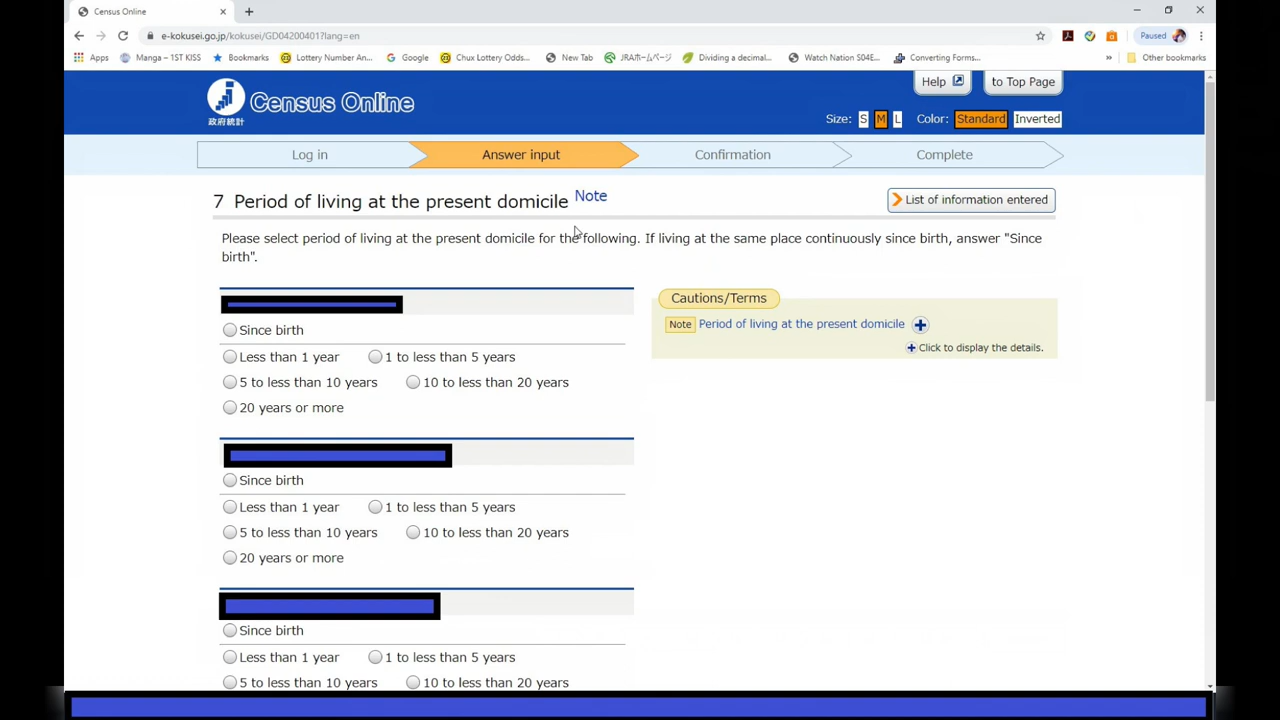 Census Online
e-kokusei.go.jp/kokusei/GD04200401?lang=en
Paused
Apps
Manga – 1ST KISS
Bookmarks
Lottery Number An...
Google
Chux Lottery Odds...
New Tab
JRAホームページ
Dividing a decimal...
Watch Nation S04E...
Converting Forms...
»
Other bookmarks
Help
to Top Page
政府統計
Census Online
Size: S M L Color: Standard Inverted
Log in
Answer input
Confirmation
Complete
7 Period of living at the present domicile Note
List of information entered
Please select period of living at the present domicile for the following. If living at the same place continuously since birth, answer "Since
birth".
Since birth
Less than 1 year 1 to less than 5 years
5 to less than 10 years 10 to less than 20 years
20 years or more
Since birth
Less than 1 year 1 to less than 5 years
5 to less than 10 years 10 to less than 20 years
20 years or more
Since birth
Less than 1 year 1 to less than 5 years
5 to less than 10 years 10 to less than 20 years
Cautions/Terms
Note Period of living at the present domicile
Click to display the details.